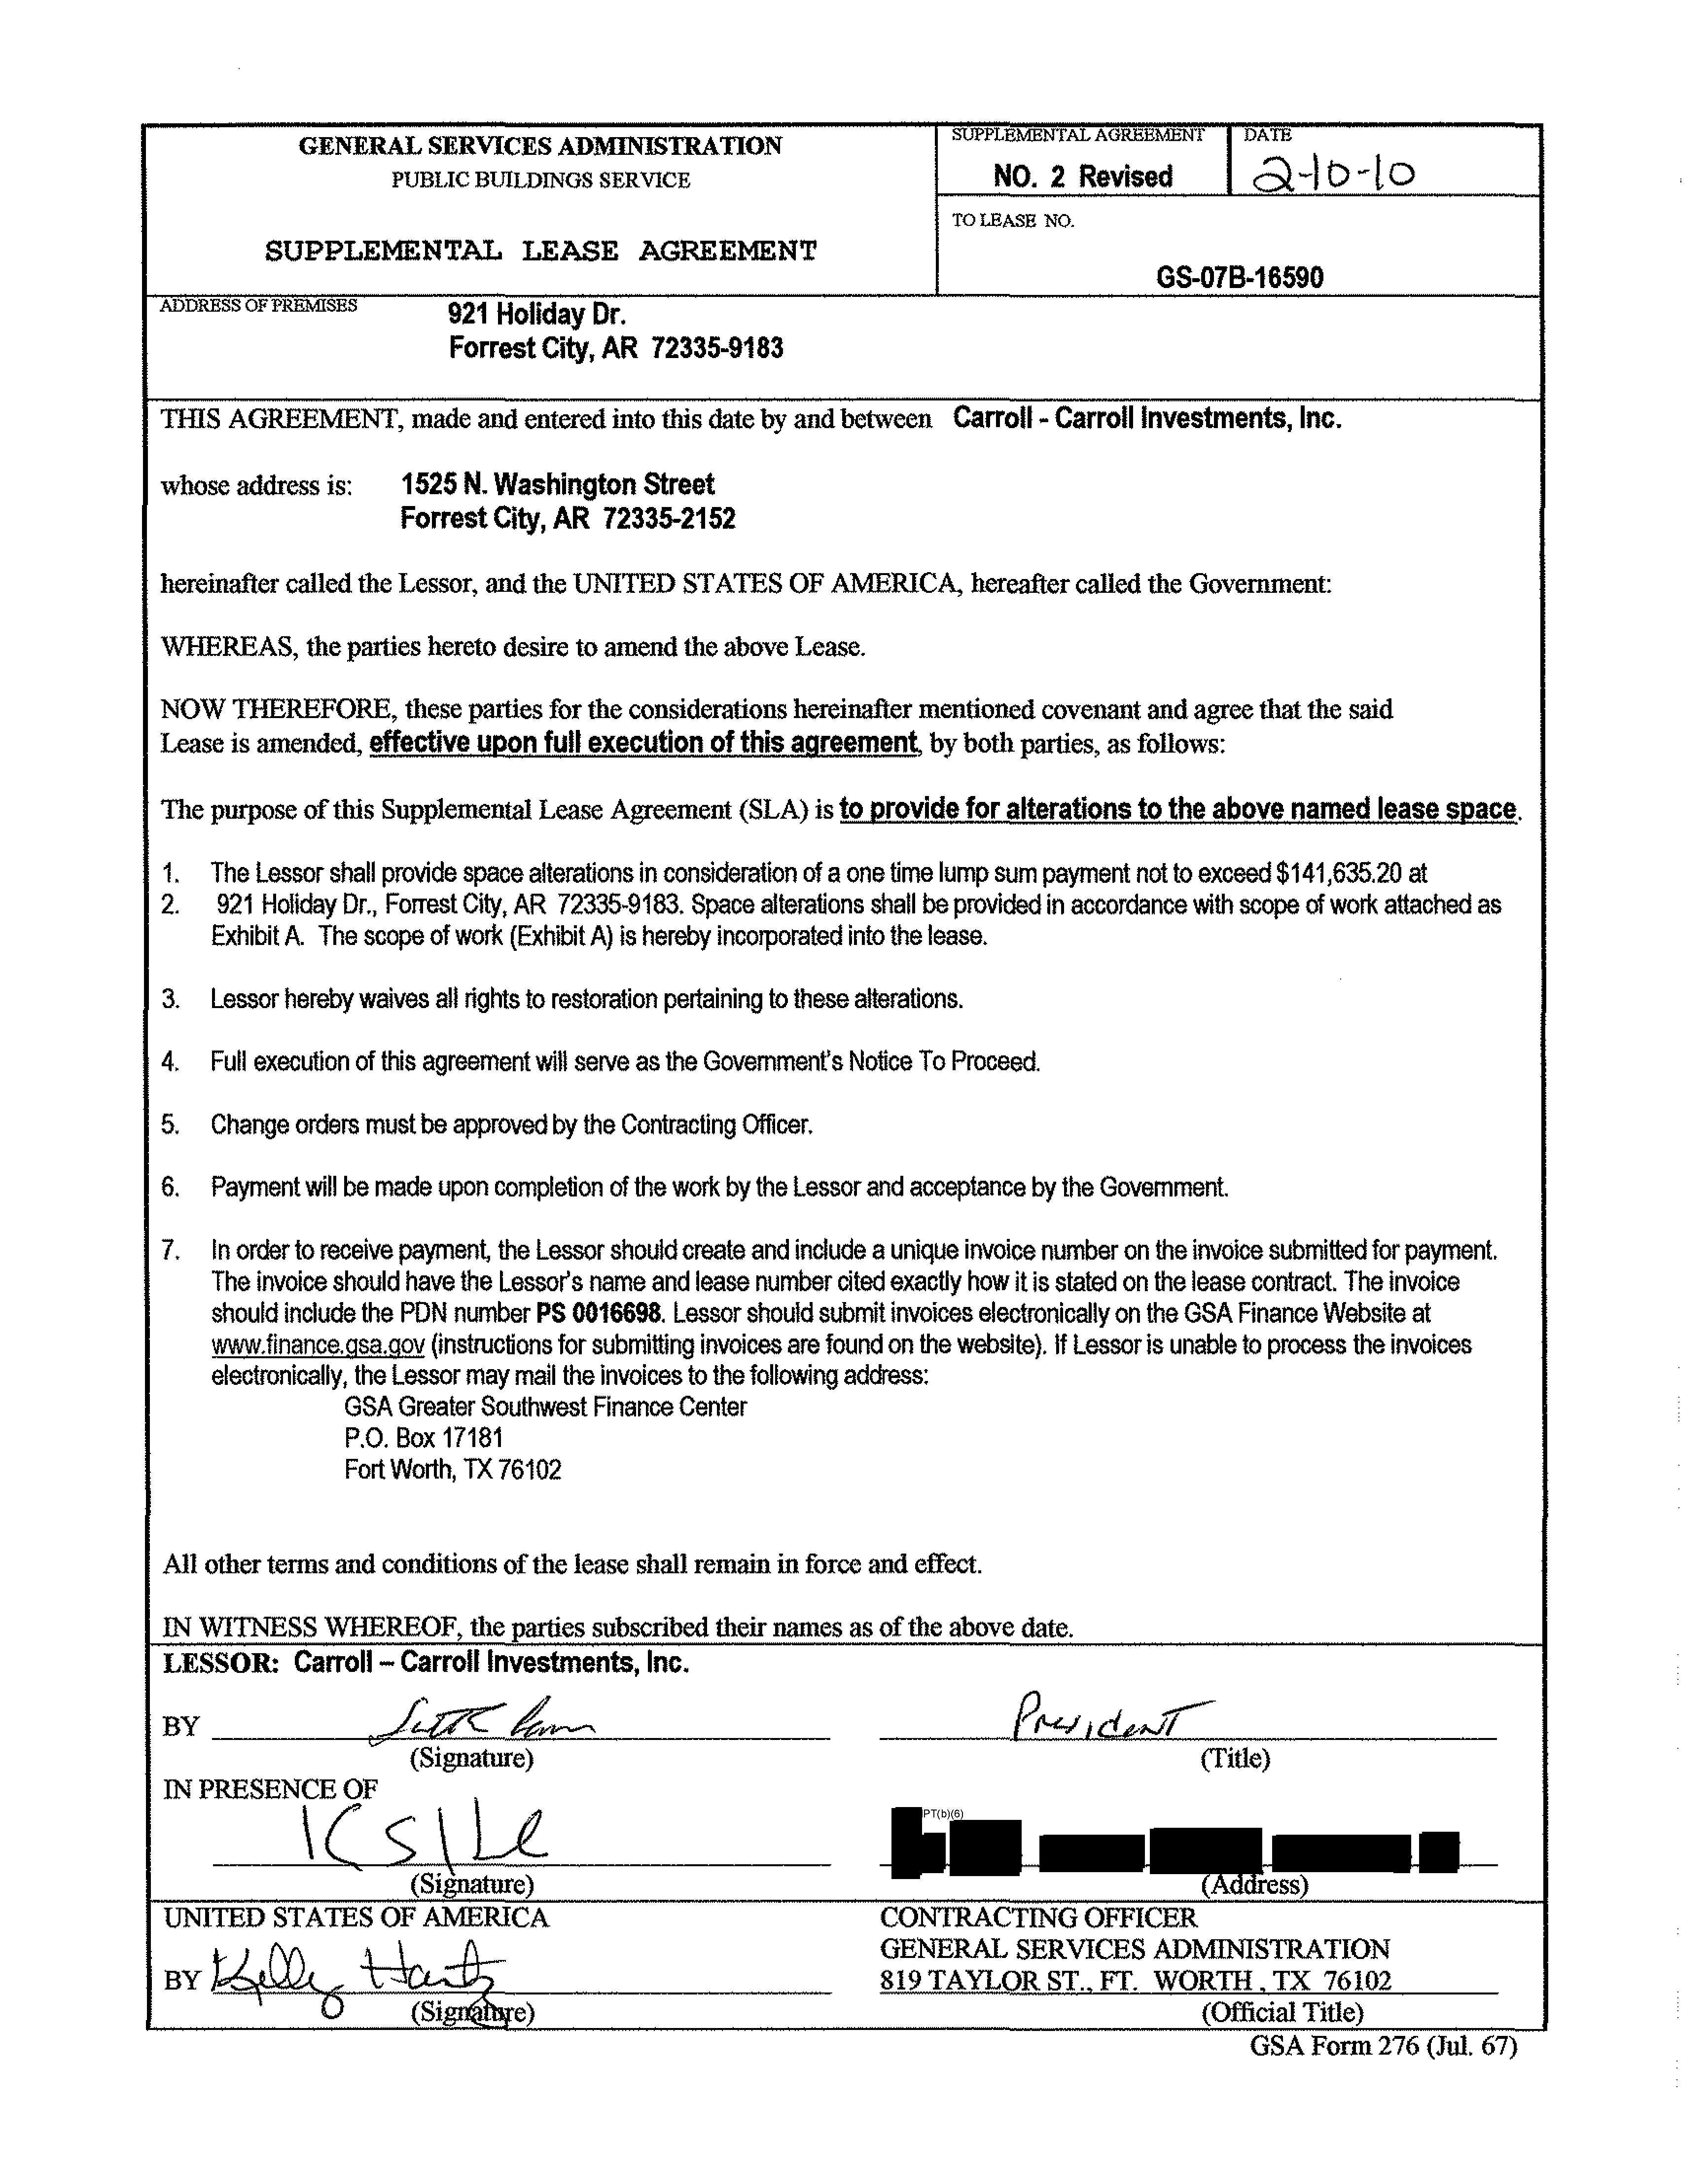 GENERAL SERVICES ADMINISTRATION
PUBLIC BUILDINGS SERVICE
SUPPLEMENTAL LEASE AGREEMENT
SUPPLEMENTAL AGREEMENT
NO. 2 Revised
DATE
2-10-10
TO LEASE NO.
GS-07B-16590
ADDRESS OF PREMISES
921 Holiday Dr.
Forrest City, AR 72335-9183
THIS AGREEMENT, made and entered into this date by and between Carroll - Carroll Investments, Inc.
whose address is: 1525 N. Washington Street
Forrest City, AR 72335-2152
hereinafter called the Lessor, and the UNITED STATES OF AMERICA, hereafter called the Government:
WHEREAS, the parties hereto desire to amend the above Lease.
NOW THEREFORE, these parties for the considerations hereinafter mentioned covenant and agree that the said
Lease is amended, effective upon full execution of this agreement, by both parties, as follows:
The purpose of this Supplemental Lease Agreement (SLA) is to provide for alterations to the above named lease space.
1. The Lessor shall provide space alterations in consideration of a one time lump sum payment not to exceed $141,635.20 at
2. 921 Holiday Dr., Forrest City, AR 72335-9183. Space alterations shall be provided in accordance with scope of work attached as
Exhibit A. The scope of work (Exhibit A) is hereby incorporated into the lease.
3. Lessor hereby waives all rights to restoration pertaining to these alterations.
4. Full execution of this agreement will serve as the Government's Notice To Proceed.
5. Change orders must be approved by the Contracting Officer.
6. Payment will be made upon completion of the work by the Lessor and acceptance by the Government.
7. In order to receive payment, the Lessor should create and include a unique invoice number on the invoice submitted for payment.
The invoice should have the Lessor's name and lease number cited exactly how it is stated on the lease contract. The invoice
should include the PDN number PS 0016698. Lessor should submit invoices electronically on the GSA Finance Website at
www.finance.gsa.gov (instructions for submitting invoices are found on the website). If Lessor is unable to process the invoices
electronically, the Lessor may mail the invoices to the following address:
GSA Greater Southwest Finance Center
P.O. Box 17181
Fort Worth, TX 76102
All other terms and conditions of the lease shall remain in force and effect.
IN WITNESS WHEREOF, the parties subscribed their names as of the above date.
LESSOR: Carroll – Carroll Investments, Inc.
BY President
(Signature) (Title)
IN PRESENCE OF
PT(b)(6)
(Signature) (Address)
UNITED STATES OF AMERICA
BY Kelly
(Signature)
CONTRACTING OFFICER
GENERAL SERVICES ADMINISTRATION
819 TAYLOR ST., FT. WORTH, TX 76102
(Official Title)
GSA Form 276 (Jul. 67)